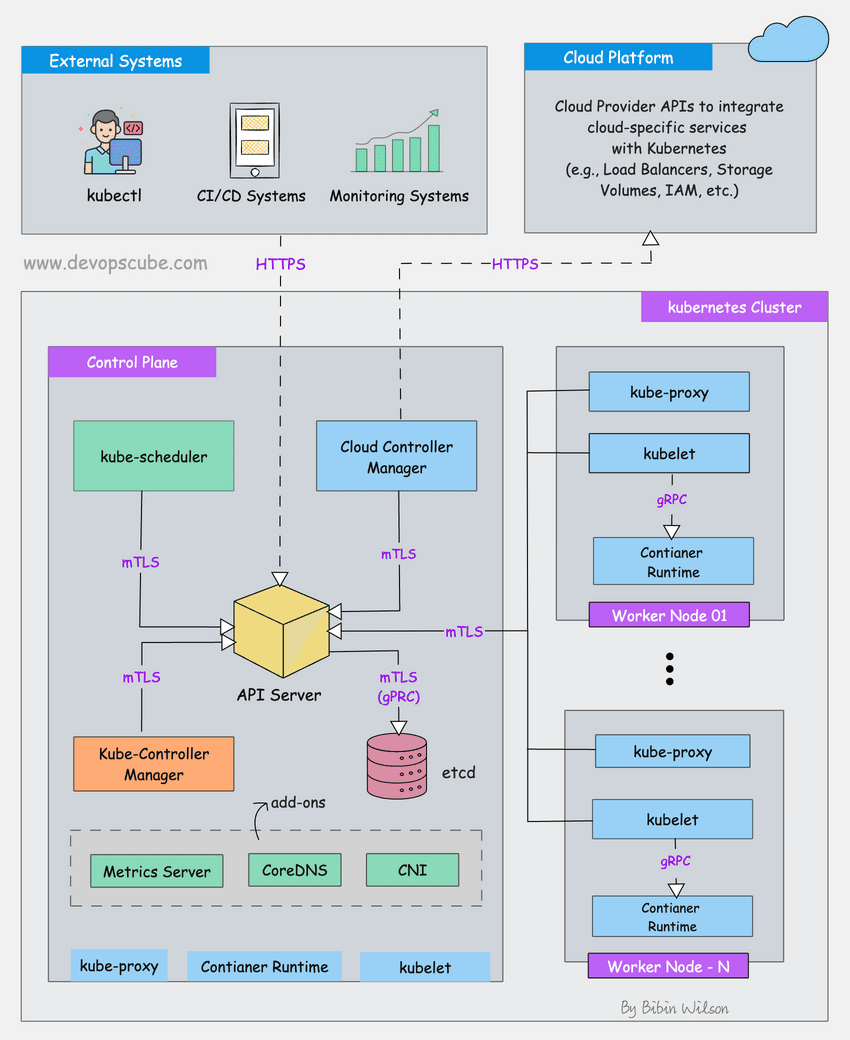 External Systems
kubectl
CI/CD Systems
Monitoring Systems
Cloud Platform
Cloud Provider APIs to integrate
cloud-specific services
with Kubernetes
(e.g., Load Balancers, Storage
Volumes, IAM, etc.)
www.devopscube.com
HTTPS
HTTPS
kubernetes Cluster
Control Plane
kube-scheduler
Cloud Controller
Manager
mTLS
mTLS
API Server
mTLS
mTLS
mTLS
(gPRC)
Kube-Controller
Manager
etcd
add-ons
Metrics Server
CoreDNS
CNI
kube-proxy
Contianer Runtime
kubelet
kube-proxy
kubelet
gRPC
Contianer
Runtime
Worker Node 01
kube-proxy
kubelet
gRPC
Contianer
Runtime
Worker Node - N
By Bibin Wilson